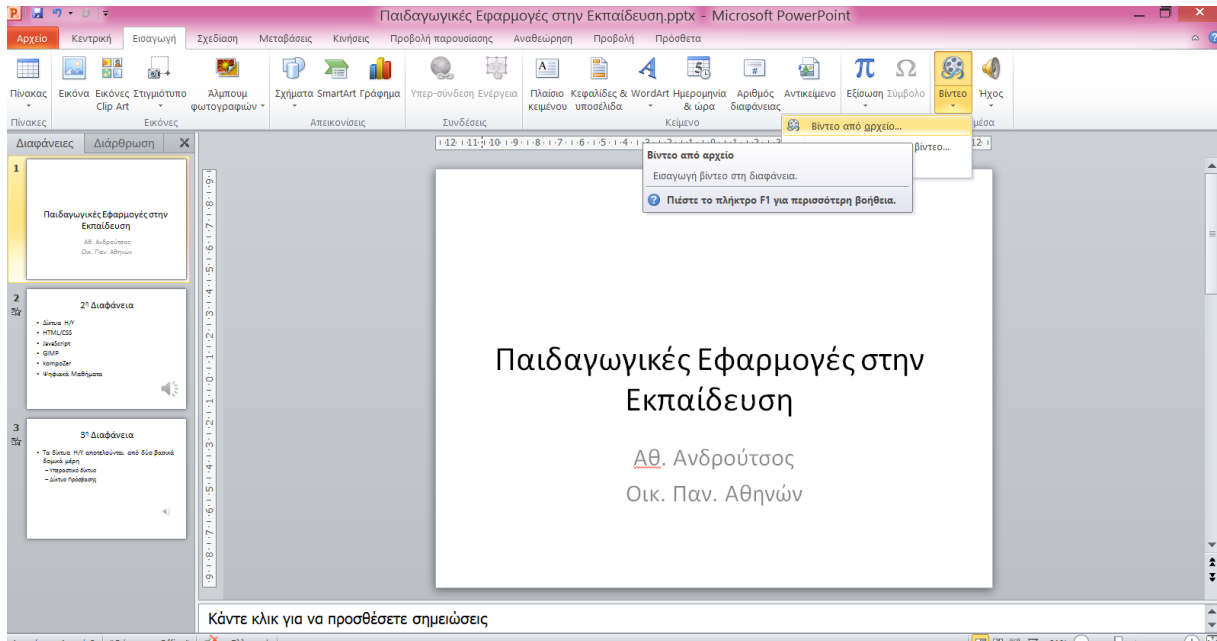 Παιδαγωγικές Εφαρμογές στην Εκπαίδευση.pptx - Microsoft PowerPoint
Αρχείο Κεντρική Εισαγωγή Σχεδίαση Μεταβάσεις Κινήσεις Προβολή παρουσίασης Αναθεώρηση Προβολή Πρόσθετα
Πίνακας Εικόνα Εικόνες Στιγμιότυπο Άλμπουμ Σχήματα SmartArt Γράφημα Υπερ-σύνδεση Ενέργεια Πλαίσιο Κεφαλίδες & WordArt Ημερομηνία Αριθμός Αντικείμενο Εξίσωση Σύμβολο Βίντεο Ήχος
Clip Art φωτογραφιών κειμένου υποσέλιδα & ώρα διαφάνειας
Πίνακες Εικόνες Απεικονίσεις Συνδέσεις Κείμενο
Βίντεο από αρχείο...
βίντεο...
Βίντεο από αρχείο
Εισαγωγή βίντεο στη διαφάνεια.
Πιέστε το πλήκτρο F1 για περισσότερη βοήθεια.
Διαφάνειες Διάρθρωση
1
Παιδαγωγικές Εφαρμογές στην
Εκπαίδευση
Αθ. Ανδρούτσος
Οικ. Παν. Αθηνών
2
2η Διαφάνεια
• Δίκτυα Η/Υ
• HTML/CSS
• JavaScript
• GIMP
• kompoZer
• Ψηφιακά Μαθήματα
3
3η Διαφάνεια
• Τα δίκτυα Η/Υ αποτελούνται από δύο βασικά
δομικά μέρη
– Υπεραστικό δίκτυο
– Δίκτυο Πρόσβασης
Παιδαγωγικές Εφαρμογές στην
Εκπαίδευση
Αθ. Ανδρούτσος
Οικ. Παν. Αθηνών
Κάντε κλικ για να προσθέσετε σημειώσεις